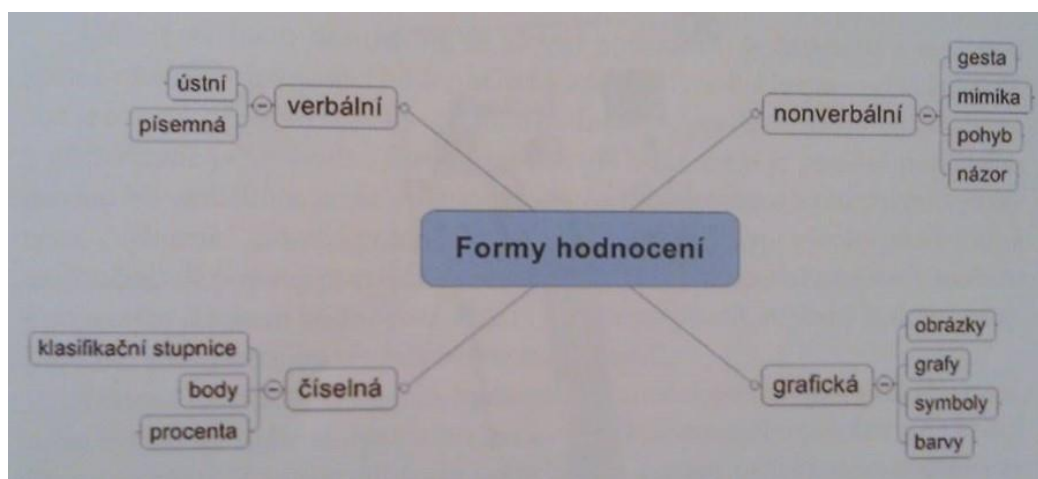 Formy hodnocení
verbální
ústní
písemná
nonverbální
gesta
mimika
pohyb
názor
číselná
klasifikační stupnice
body
procenta
grafická
obrázky
grafy
symboly
barvy